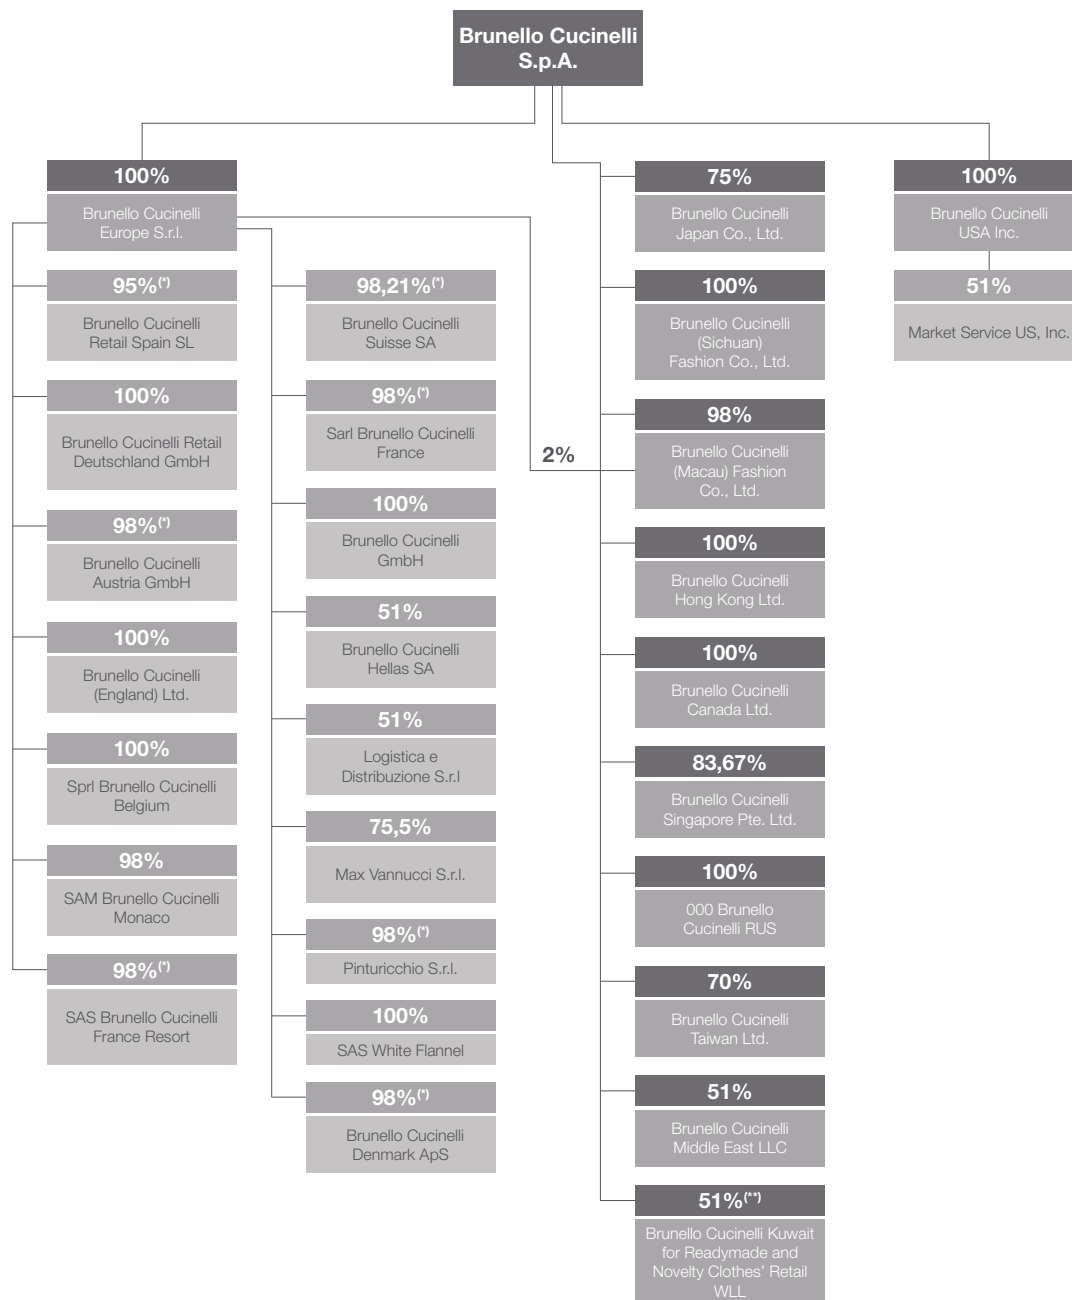 Brunello Cucinelli
S.p.A.
100%
Brunello Cucinelli
Europe S.r.l.
95%(*)
Brunello Cucinelli
Retail Spain SL
100%
Brunello Cucinelli Retail
Deutschland GmbH
98%(*)
Brunello Cucinelli
Austria GmbH
100%
Brunello Cucinelli
(England) Ltd.
100%
Sprl Brunello Cucinelli
Belgium
98%
SAM Brunello Cucinelli
Monaco
98%(*)
SAS Brunello Cucinelli
France Resort
98,21%(*)
Brunello Cucinelli
Suisse SA
98%(*)
Sarl Brunello Cucinelli
France
100%
Brunello Cucinelli
GmbH
51%
Brunello Cucinelli
Hellas SA
51%
Logistica e
Distribuzione S.r.l
75,5%
Max Vannucci S.r.l.
98%(*)
Pinturicchio S.r.l.
100%
SAS White Flannel
98%(*)
Brunello Cucinelli
Denmark ApS
2%
75%
Brunello Cucinelli
Japan Co., Ltd.
100%
Brunello Cucinelli
(Sichuan)
Fashion Co., Ltd.
98%
Brunello Cucinelli
(Macau) Fashion
Co., Ltd.
100%
Brunello Cucinelli
Hong Kong Ltd.
100%
Brunello Cucinelli
Canada Ltd.
83,67%
Brunello Cucinelli
Singapore Pte. Ltd.
100%
000 Brunello
Cucinelli RUS
70%
Brunello Cucinelli
Taiwan Ltd.
51%
Brunello Cucinelli
Middle East LLC
51%(**)
Brunello Cucinelli Kuwait
for Readymade and
Novelty Clothes’ Retail
WLL
100%
Brunello Cucinelli
USA Inc.
51%
Market Service US, Inc.